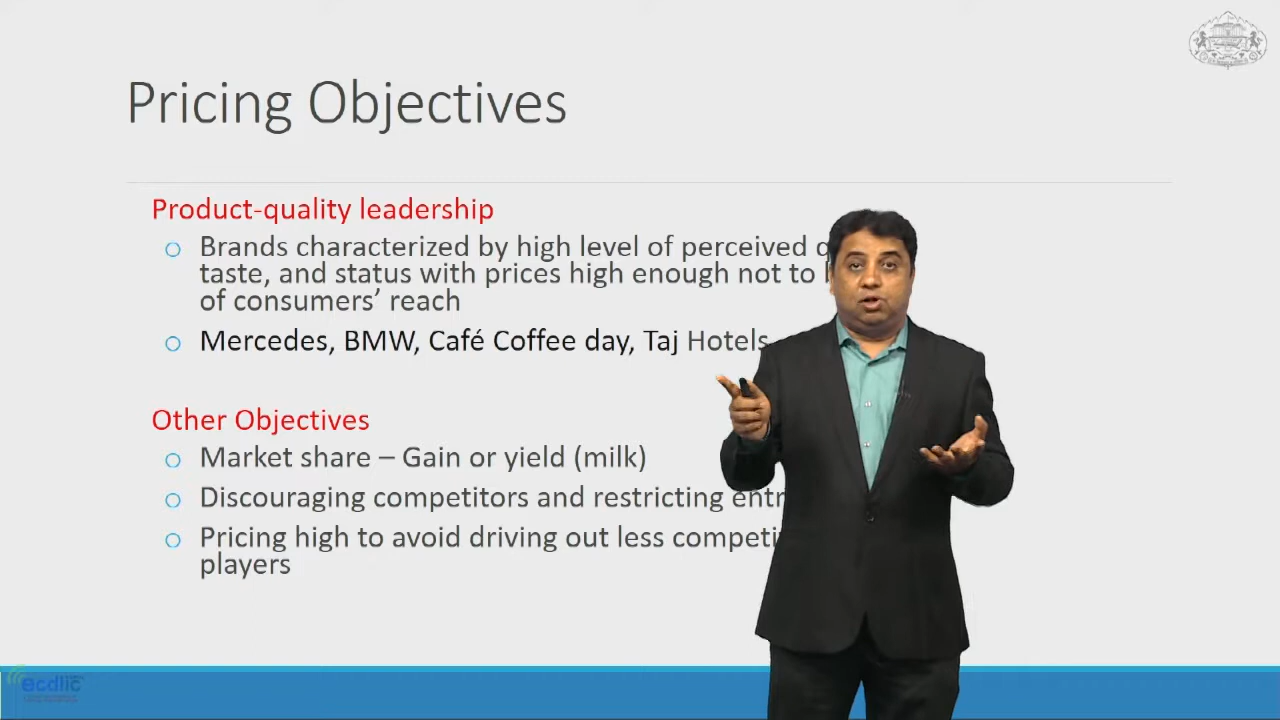 Pricing Objectives
Product-quality leadership
Brands characterized by high level of perceived
taste, and status with prices high enough not to
of consumers’ reach
Mercedes, BMW, Café Coffee day, Taj Hotels
Other Objectives
Market share – Gain or yield (milk)
Discouraging competitors and restricting
Pricing high to avoid driving out less
players
ecdlic